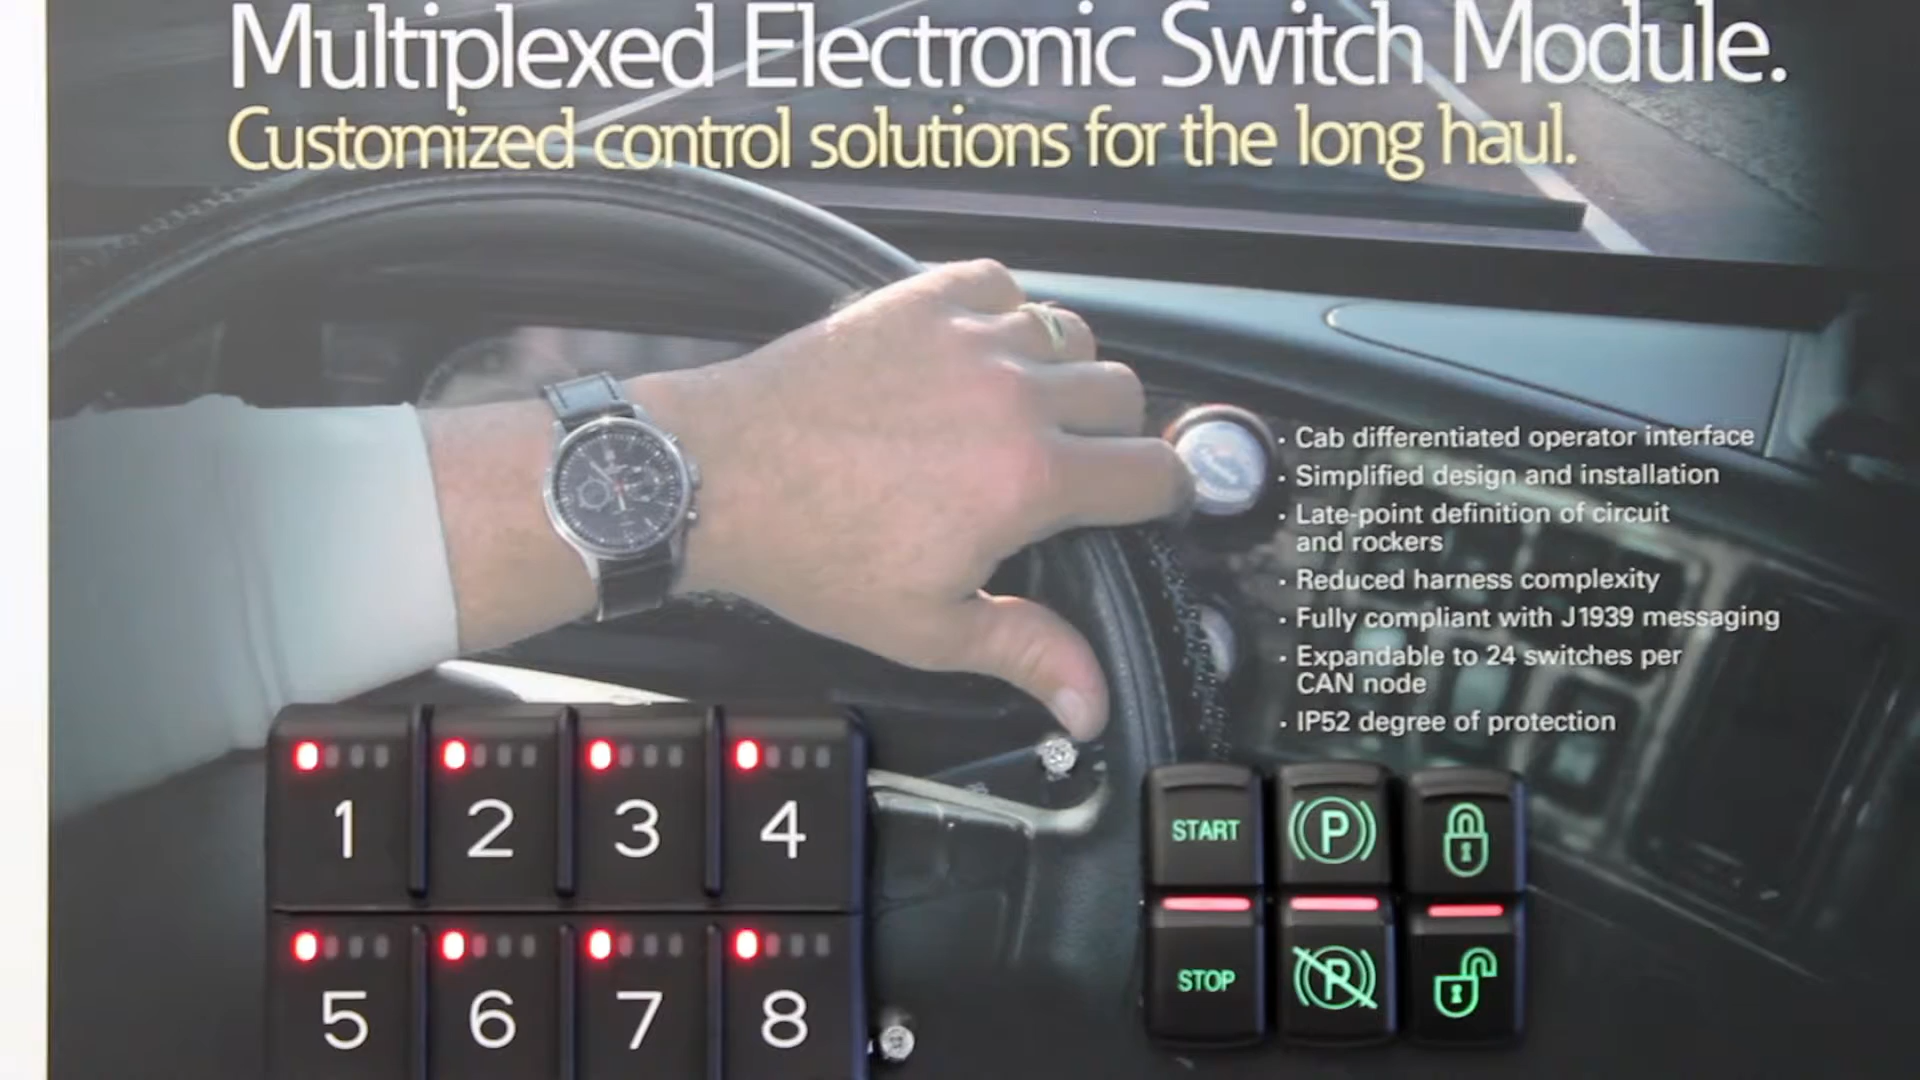 Multiplexed Electronic Switch Module.
Customized control solutions for the long haul.
· Cab differentiated operator interface
· Simplified design and installation
· Late-point definition of circuit
and rockers
· Reduced harness complexity
· Fully compliant with J1939 messaging
· Expandable to 24 switches per
CAN node
· IP52 degree of protection
1 2 3 4
5 6 7 8
START P
STOP P